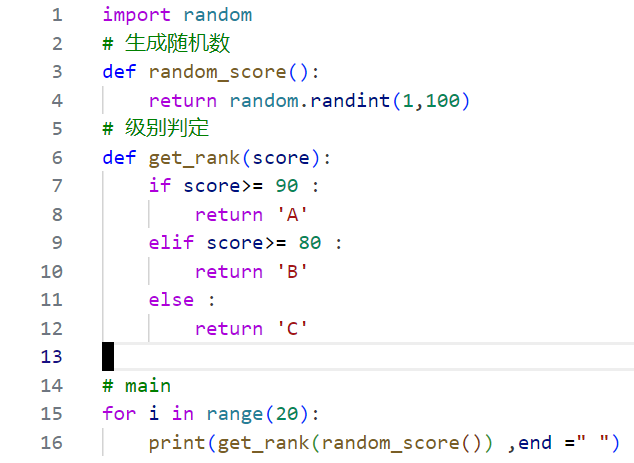 1 import random
2 # 生成随机数
3 def random_score():
4     return random.randint(1,100)
5 # 级别判定
6 def get_rank(score):
7     if score>= 90 :
8         return 'A'
9     elif score>= 80 :
10         return 'B'
11     else :
12         return 'C'
13
14 # main
15 for i in range(20):
16     print(get_rank(random_score()) ,end =" ")